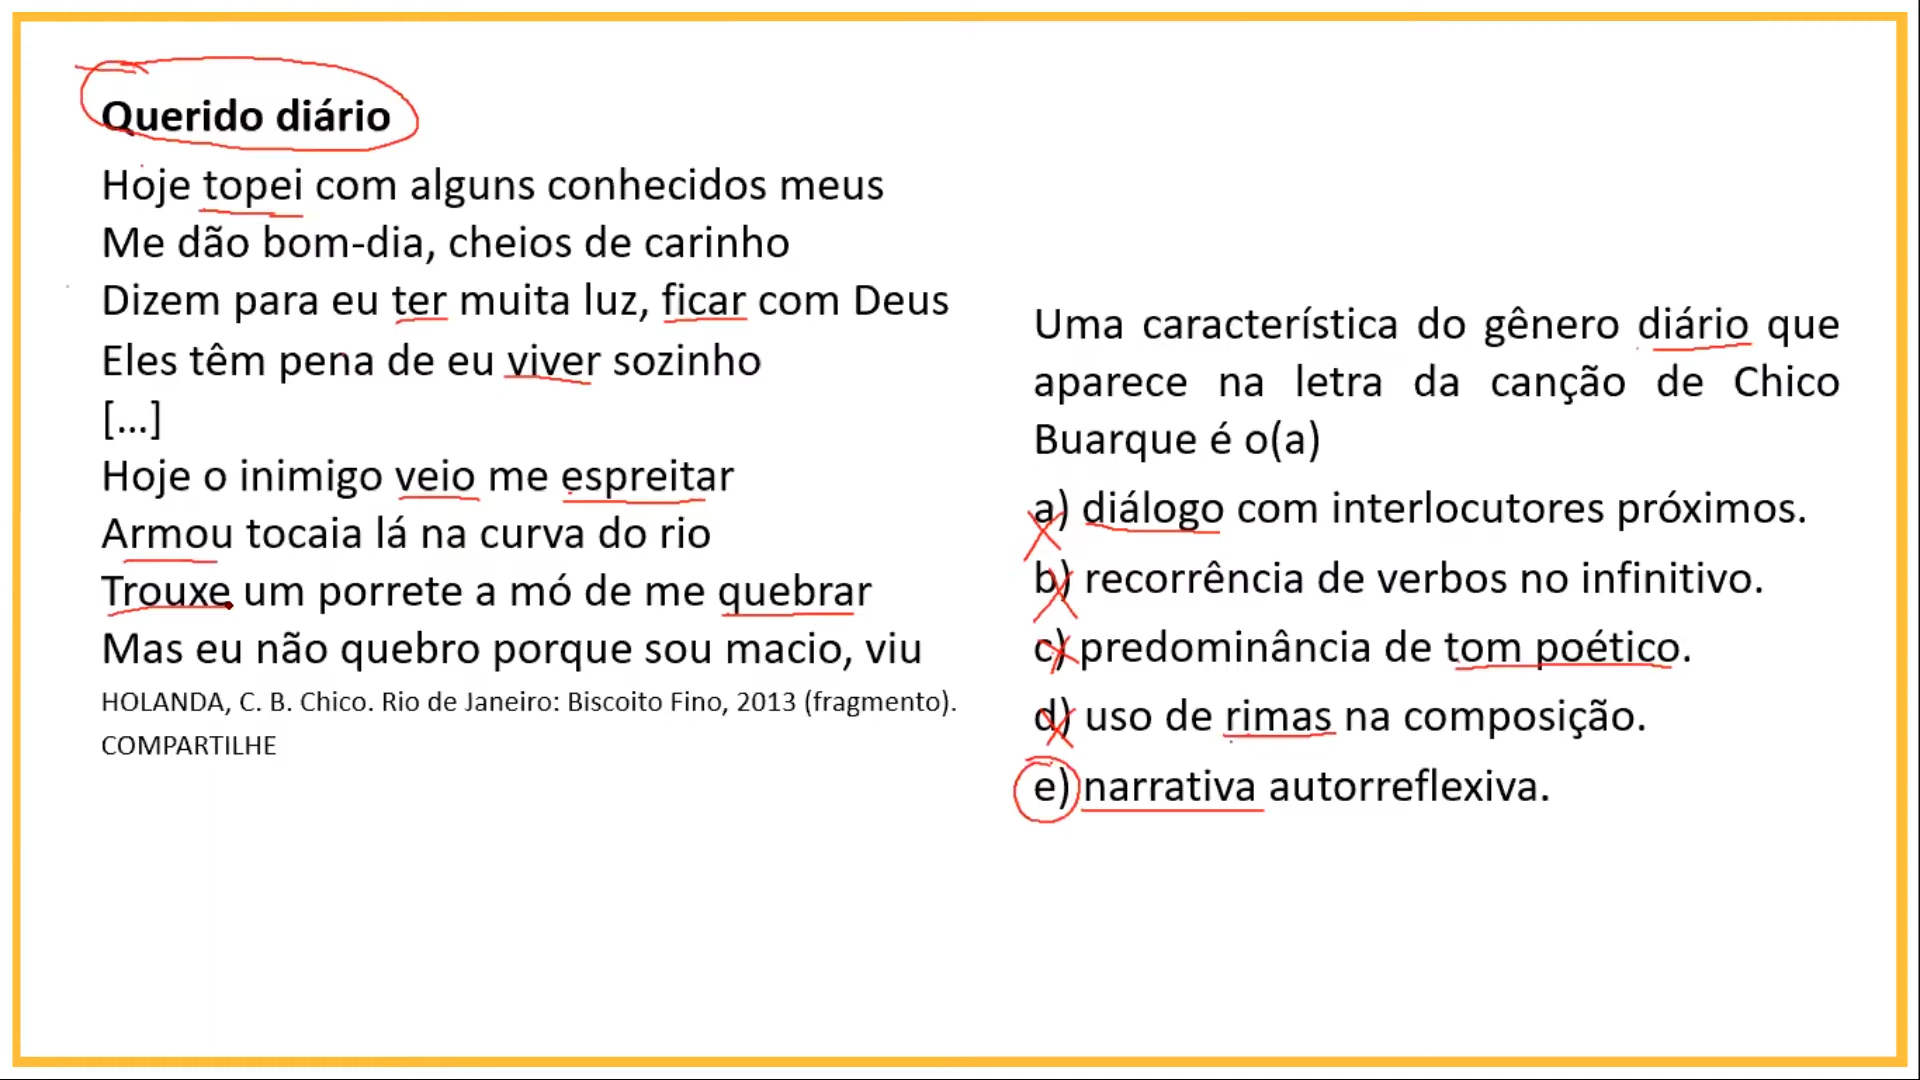 Querido diário
Hoje topei com alguns conhecidos meus
Me dão bom-dia, cheios de carinho
Dizem para eu ter muita luz, ficar com Deus
Eles têm pena de eu viver sozinho
[...]
Hoje o inimigo veio me espreitar
Armou tocaia lá na curva do rio
Trouxe um porrete a mó de me quebrar
Mas eu não quebro porque sou macio, viu
HOLANDA, C. B. Chico. Rio de Janeiro: Biscoito Fino, 2013 (fragmento).
COMPARTILHE
Uma característica do gênero diário que
aparece na letra da canção de Chico
Buarque é o(a)
a) diálogo com interlocutores próximos.
b) recorrência de verbos no infinitivo.
c) predominância de tom poético.
d) uso de rimas na composição.
e) narrativa autorreflexiva.